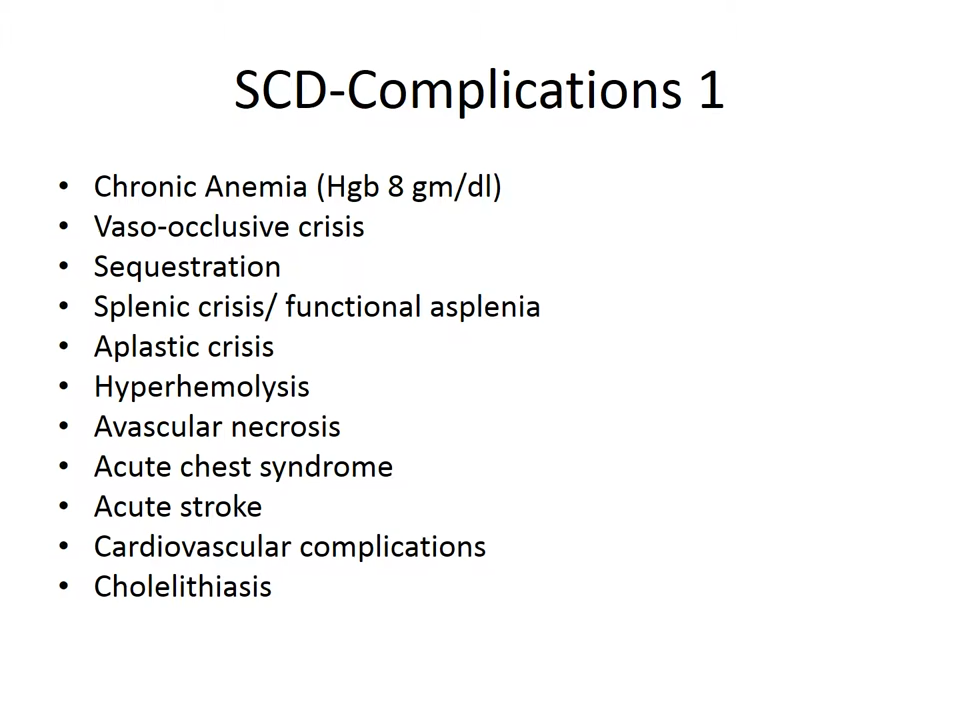 SCD-Complications 1
• Chronic Anemia (Hgb 8 gm/dl)
• Vaso-occlusive crisis
• Sequestration
• Splenic crisis/ functional asplenia
• Aplastic crisis
• Hyperhemolysis
• Avascular necrosis
• Acute chest syndrome
• Acute stroke
• Cardiovascular complications
• Cholelithiasis